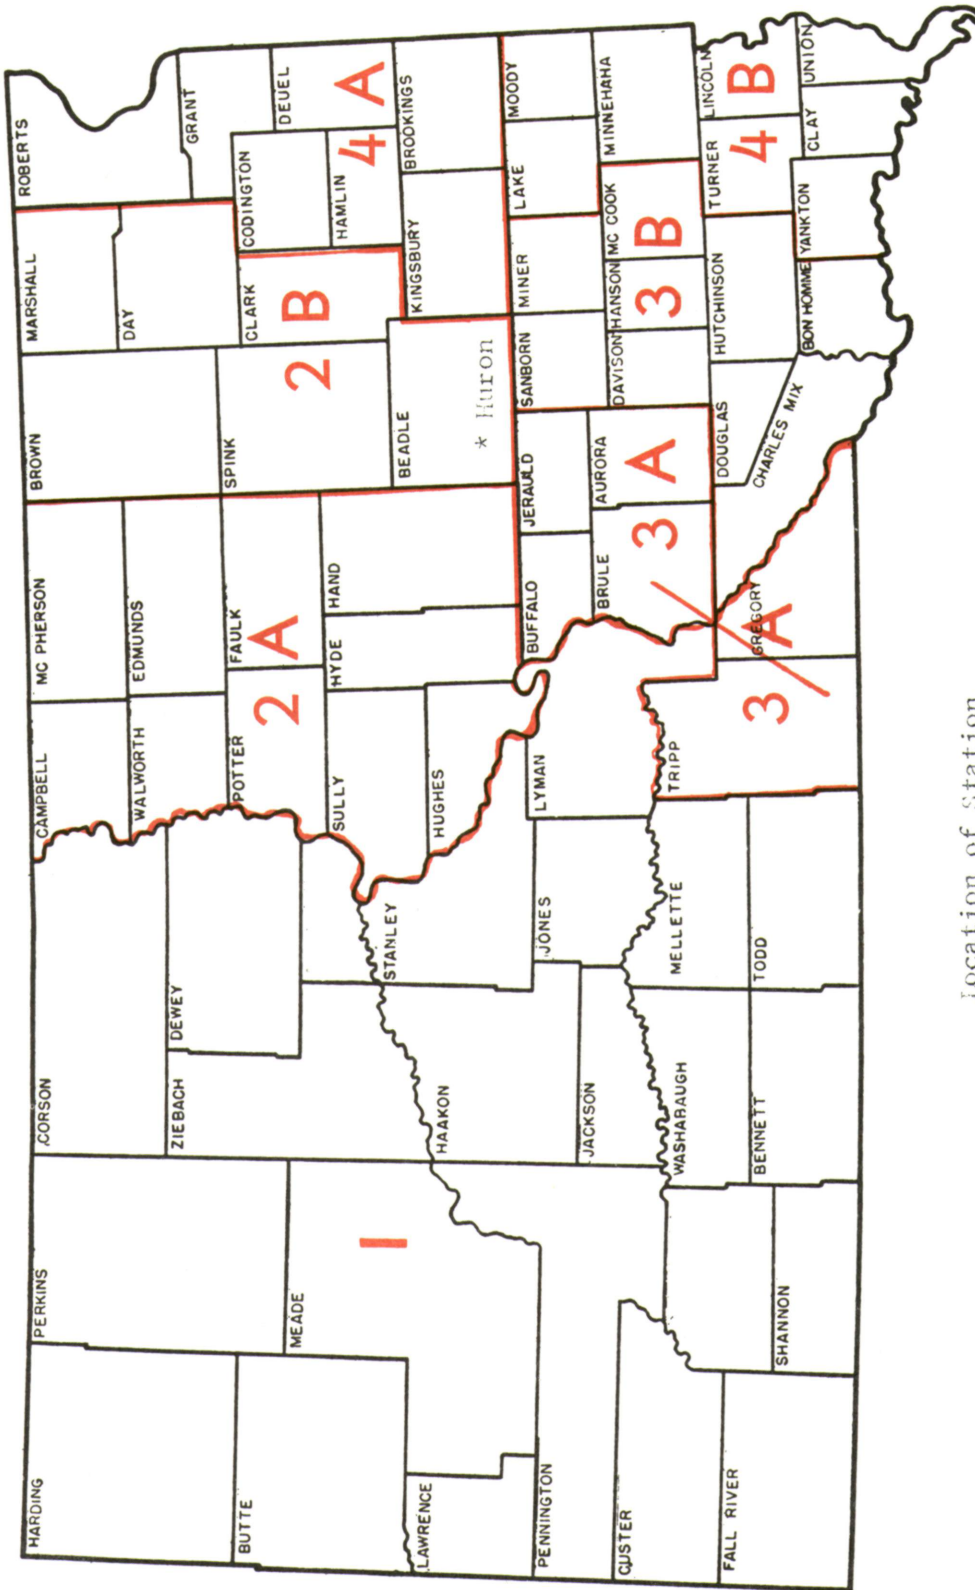 HARDING
PERKINS
CORSON
CAMPBELL
MC PHERSON
BROWN
MARSHALL
ROBERTS
BUTTE
MEADE
ZIEBACH
DEWEY
WALWORTH
EDMUNDS
DAY
GRANT
POTTER
FAULK
SPINK
CLARK
CODINGTON
DEUEL
HAMLIN
2 A
2 B
4 A
1
LAWRENCE
HAAKON
STANLEY
SULLY
HYDE
HAND
BEADLE
KINGSBURY
BROOKINGS
HUGHES
* Huron
PENNINGTON
JACKSON
JONES
LYMAN
BUFFALO
JERAULD
SANBORN
MINER
LAKE
MOODY
BRULE
AURORA
DAVISON
HANSON
MC COOK
MINNEHAHA
3 A
3 B
CUSTER
WASHABAUGH
MELLETTE
TRIPP
GREGORY
DOUGLAS
HUTCHINSON
TURNER
LINCOLN
3 A
4 B
FALL RIVER
SHANNON
BENNETT
TODD
CHARLES MIX
BON HOMME
YANKTON
CLAY
UNION
Location of Station